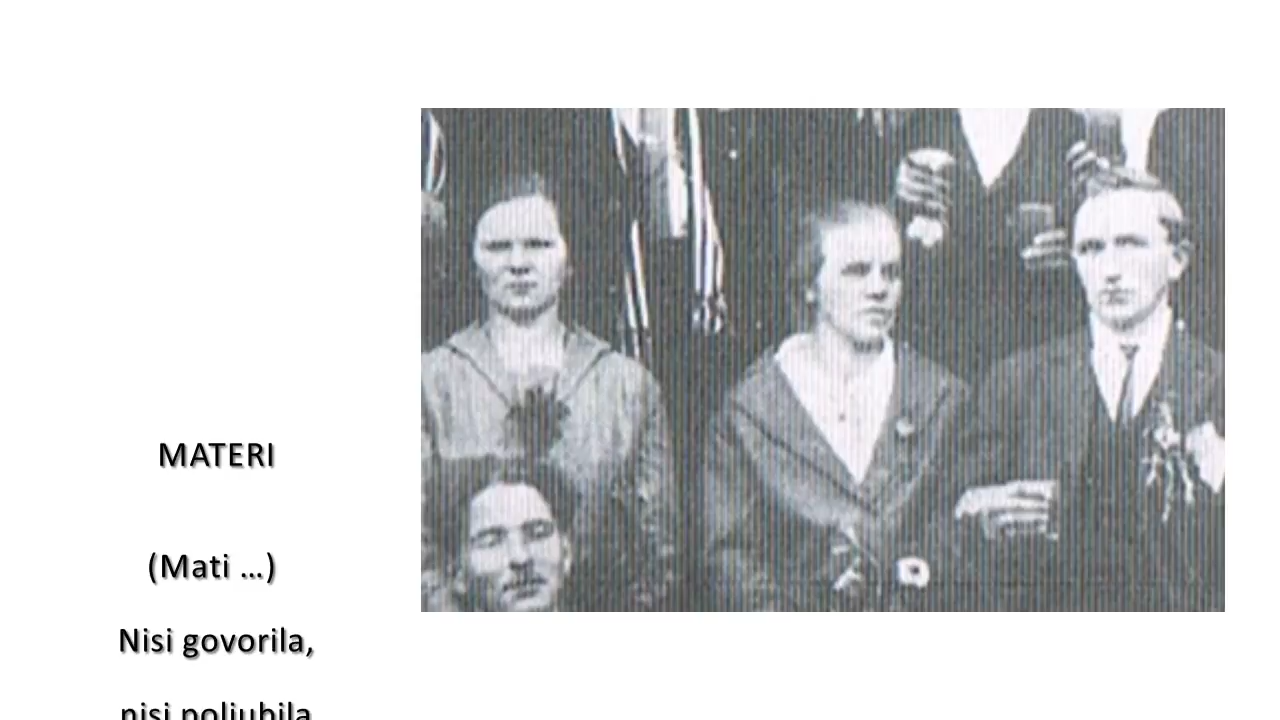 MATERI
(Mati …)
Nisi govorila,
nisi poljubila